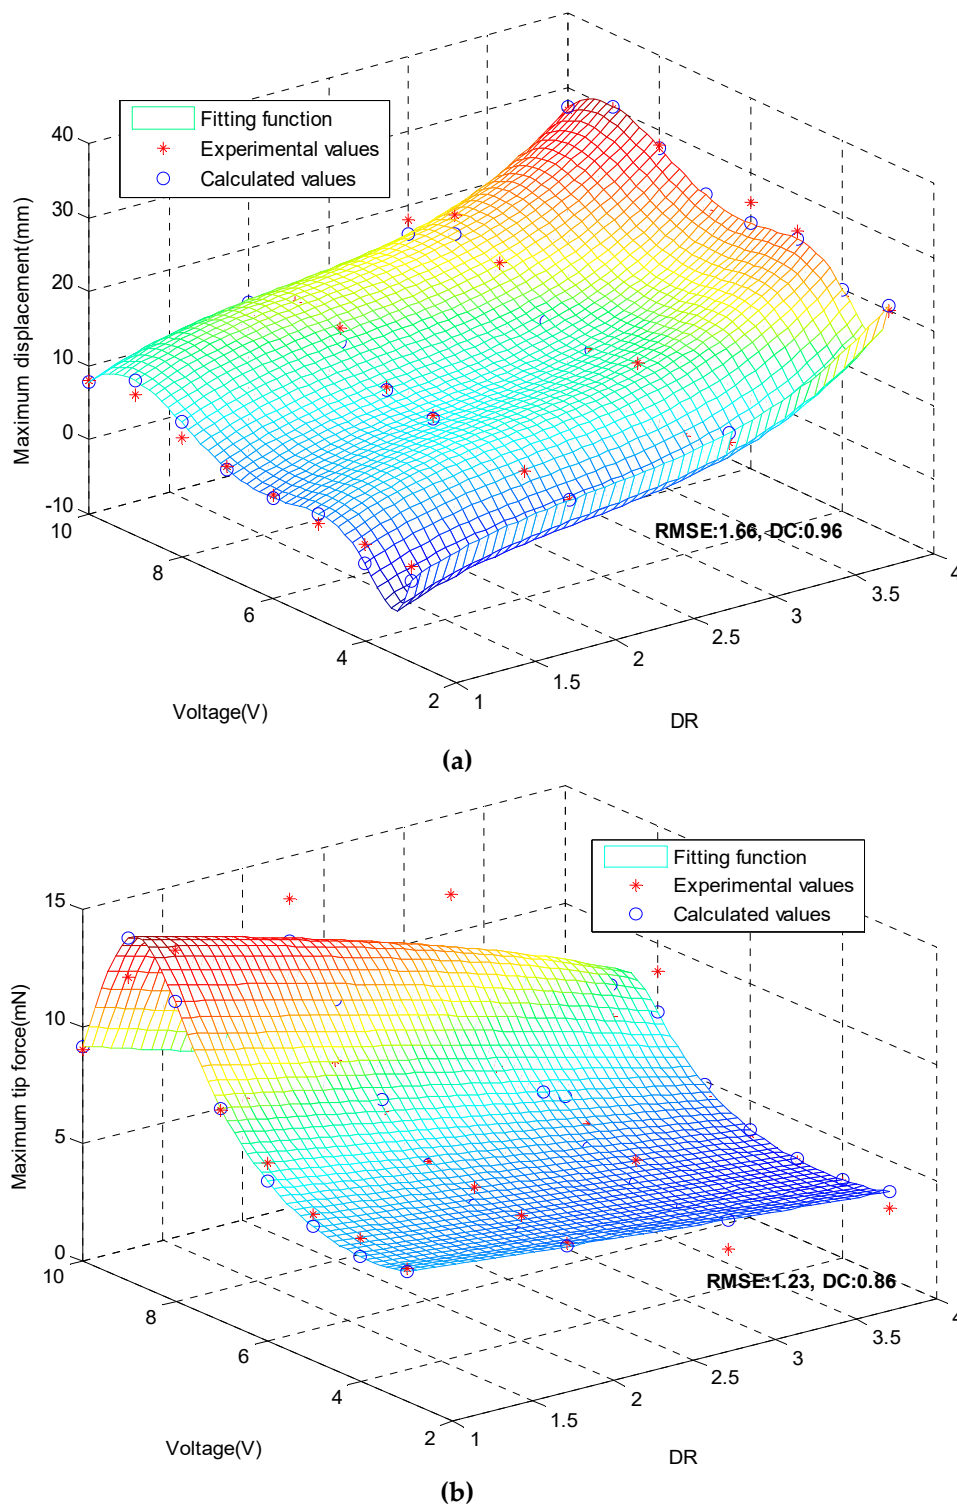 Fitting function
Experimental values
Calculated values
Maximum displacement(mm)
40
30
20
10
0
-10
10
8
6
4
2
Voltage(V)
1
1.5
2
2.5
3
3.5
4
DR
RMSE:1.66, DC:0.96
(a)
Fitting function
Experimental values
Calculated values
Maximum tip force(mN)
15
10
5
0
10
8
6
4
2
Voltage(V)
1
1.5
2
2.5
3
3.5
4
DR
RMSE:1.23, DC:0.86
(b)